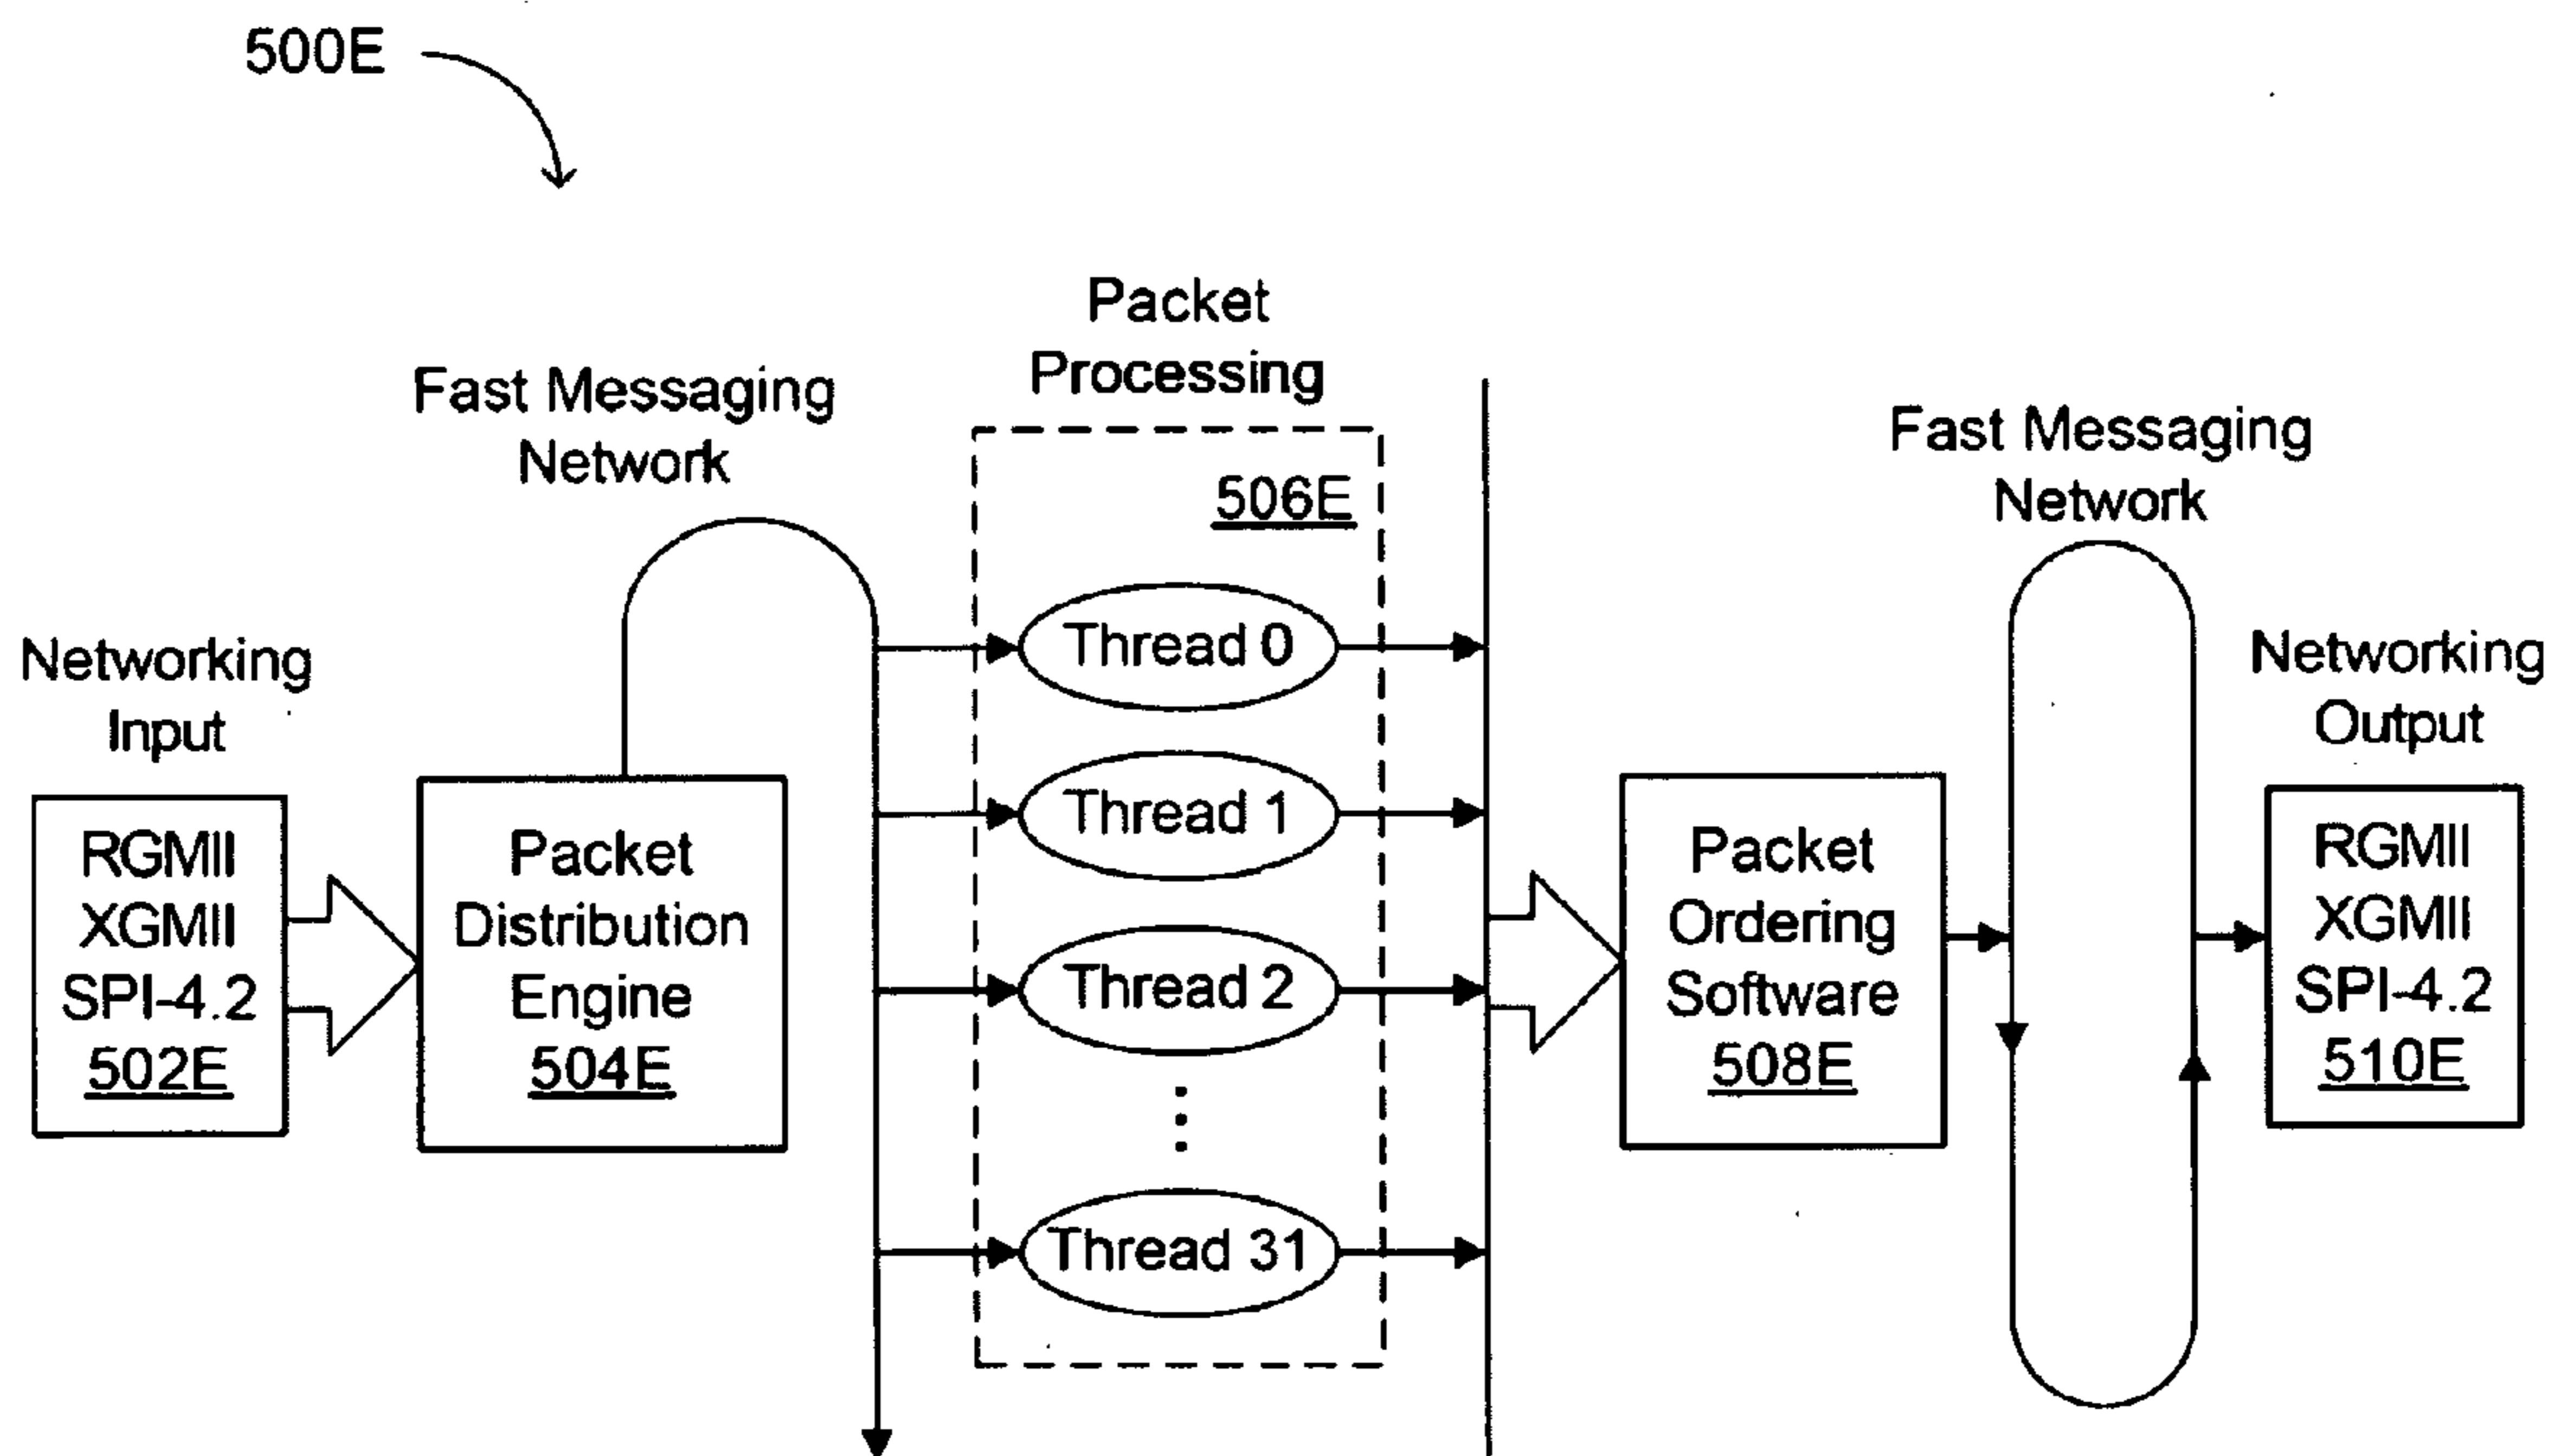 500E
Networking
Input
RGMII
XGMII
SPI-4.2
502E
Packet
Distribution
Engine
504E
Fast Messaging
Network
Packet
Processing
506E
Thread 0
Thread 1
Thread 2
Thread 31
Packet
Ordering
Software
508E
Fast Messaging
Network
Networking
Output
RGMII
XGMII
SPI-4.2
510E